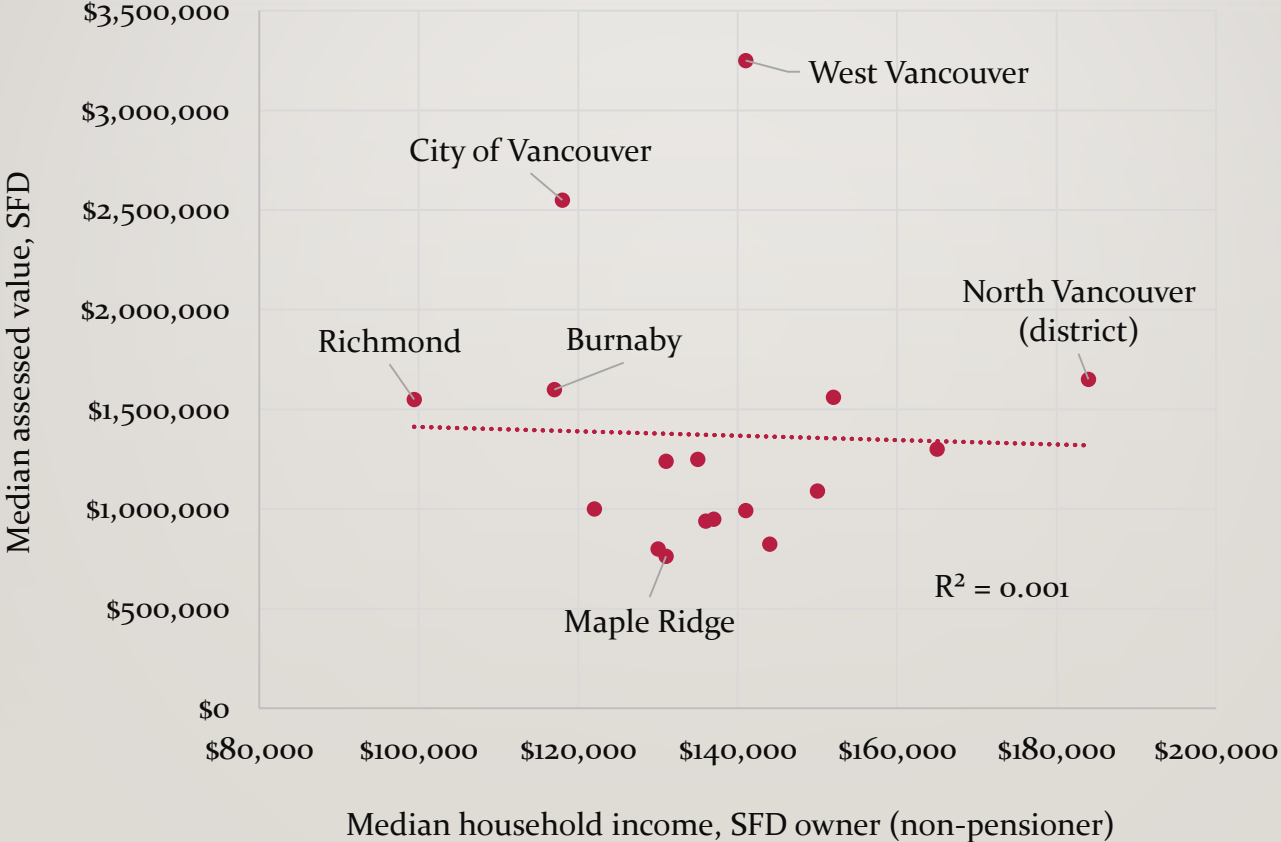 $3,500,000
West Vancouver
$3,000,000
City of Vancouver
$2,500,000
North Vancouver
(district)
$2,000,000
Richmond
Burnaby
$1,500,000
$1,000,000
R² = 0.001
$500,000
Maple Ridge
$0
Median assessed value, SFD
$80,000 $100,000 $120,000 $140,000 $160,000 $180,000 $200,000
Median household income, SFD owner (non-pensioner)